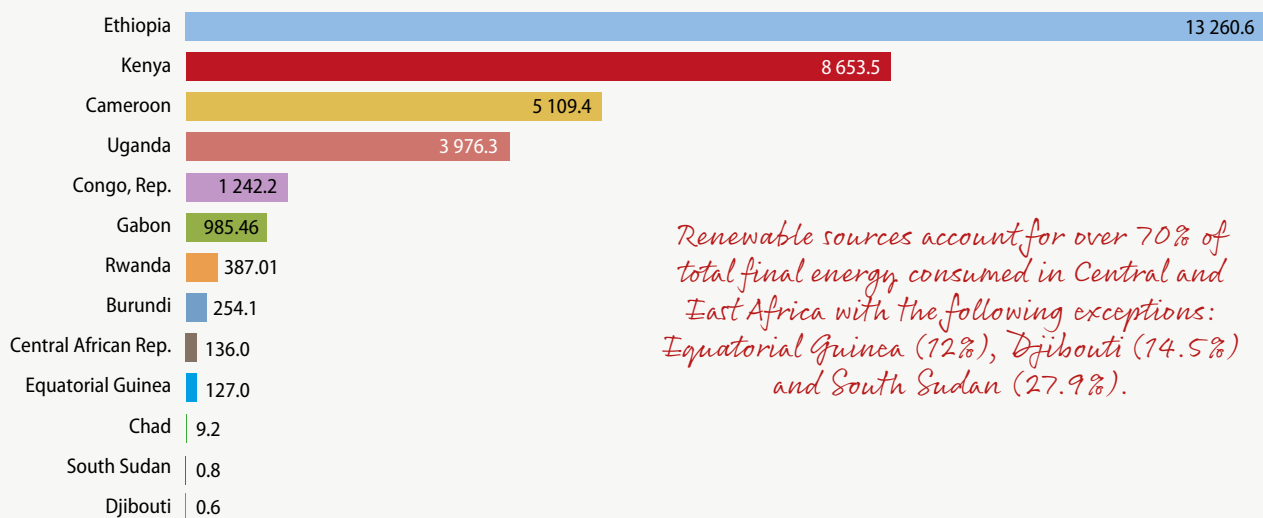 Ethiopia 13 260.6
Kenya 8 653.5
Cameroon 5 109.4
Uganda 3 976.3
Congo, Rep. 1 242.2
Gabon 985.46
Rwanda 387.01
Burundi 254.1
Central African Rep. 136.0
Equatorial Guinea 127.0
Chad 9.2
South Sudan 0.8
Djibouti 0.6
Renewable sources account for over 70% of
total final energy consumed in Central and
East Africa with the following exceptions:
Equatorial Guinea (12%), Djibouti (14.5%)
and South Sudan (27.9%).